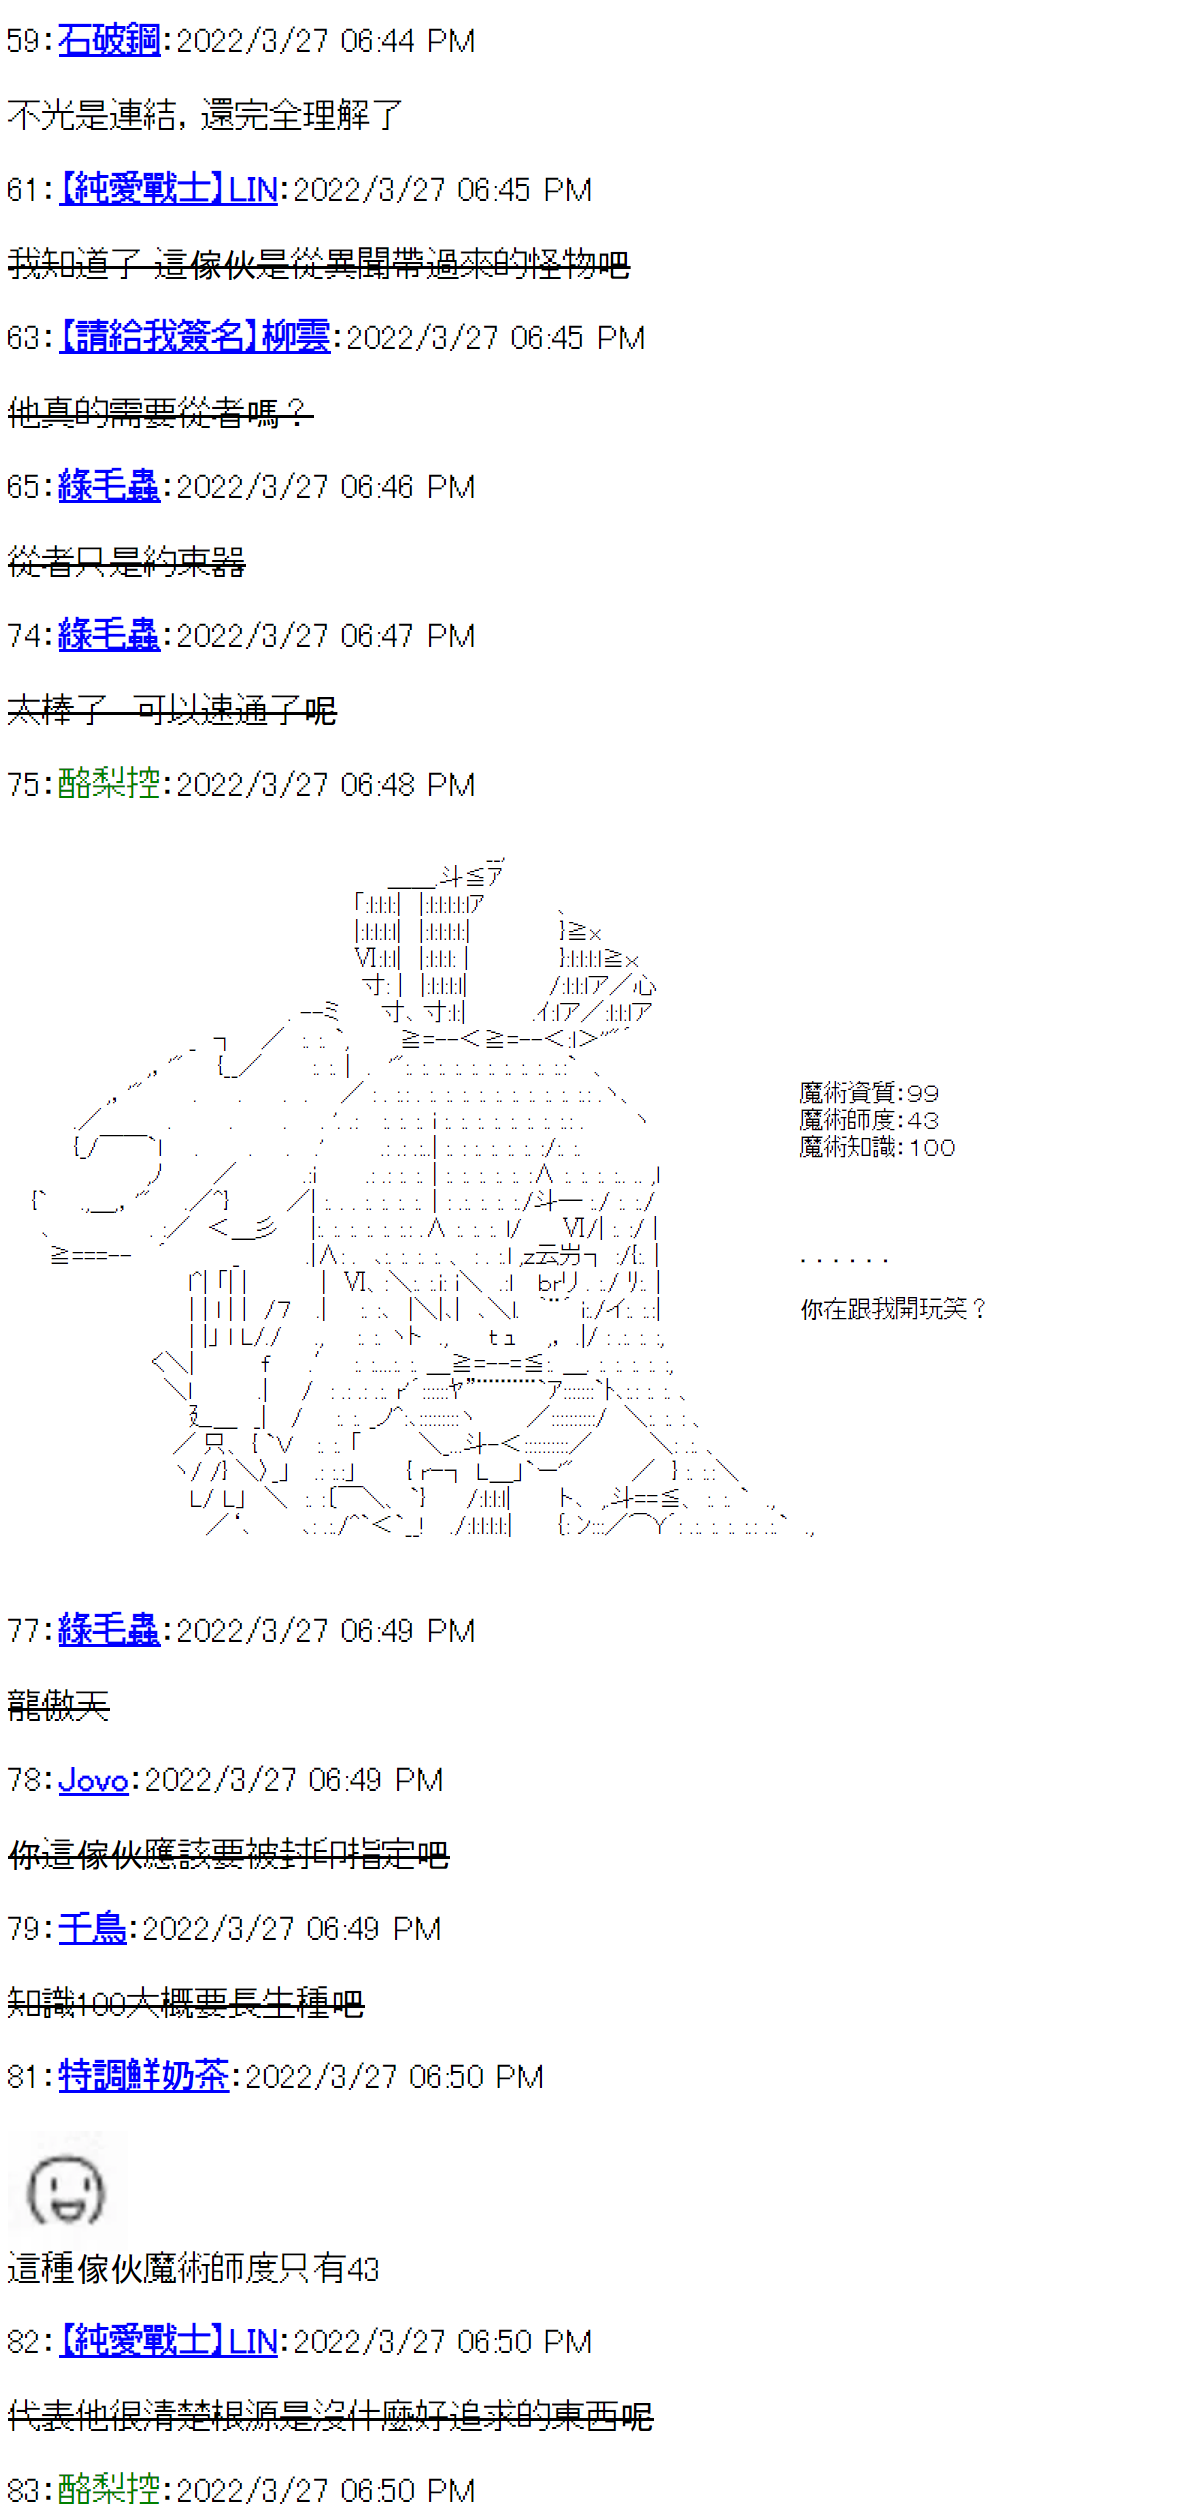 59：石破鋼：2022/3/27 06:44 PM
不光是連結，還完全理解了
61：【純愛戰士】LIN：2022/3/27 06:45 PM
我知道了 這傢伙是從異聞帶過來的怪物吧
63：【請給我簽名】柳雲：2022/3/27 06:45 PM
他真的需要從者嗎？
65：綠毛蟲：2022/3/27 06:46 PM
從者只是約束器
74：綠毛蟲：2022/3/27 06:47 PM
太棒了　可以速通了呢
75：酪梨控：2022/3/27 06:48 PM
魔術資質：99
魔術師度：43
魔術知識：100
．．．．．．
你在跟我開玩笑？
77：綠毛蟲：2022/3/27 06:49 PM
龍傲天
78：Jovo：2022/3/27 06:49 PM
你這傢伙應該要被封印指定吧
79：千鳥：2022/3/27 06:49 PM
知識100大概要長生種吧
81：特調鮮奶茶：2022/3/27 06:50 PM
這種傢伙魔術師度只有43
82：【純愛戰士】LIN：2022/3/27 06:50 PM
代表他很清楚根源是沒什麼好追求的東西呢
83：酪梨控：2022/3/27 06:50 PM